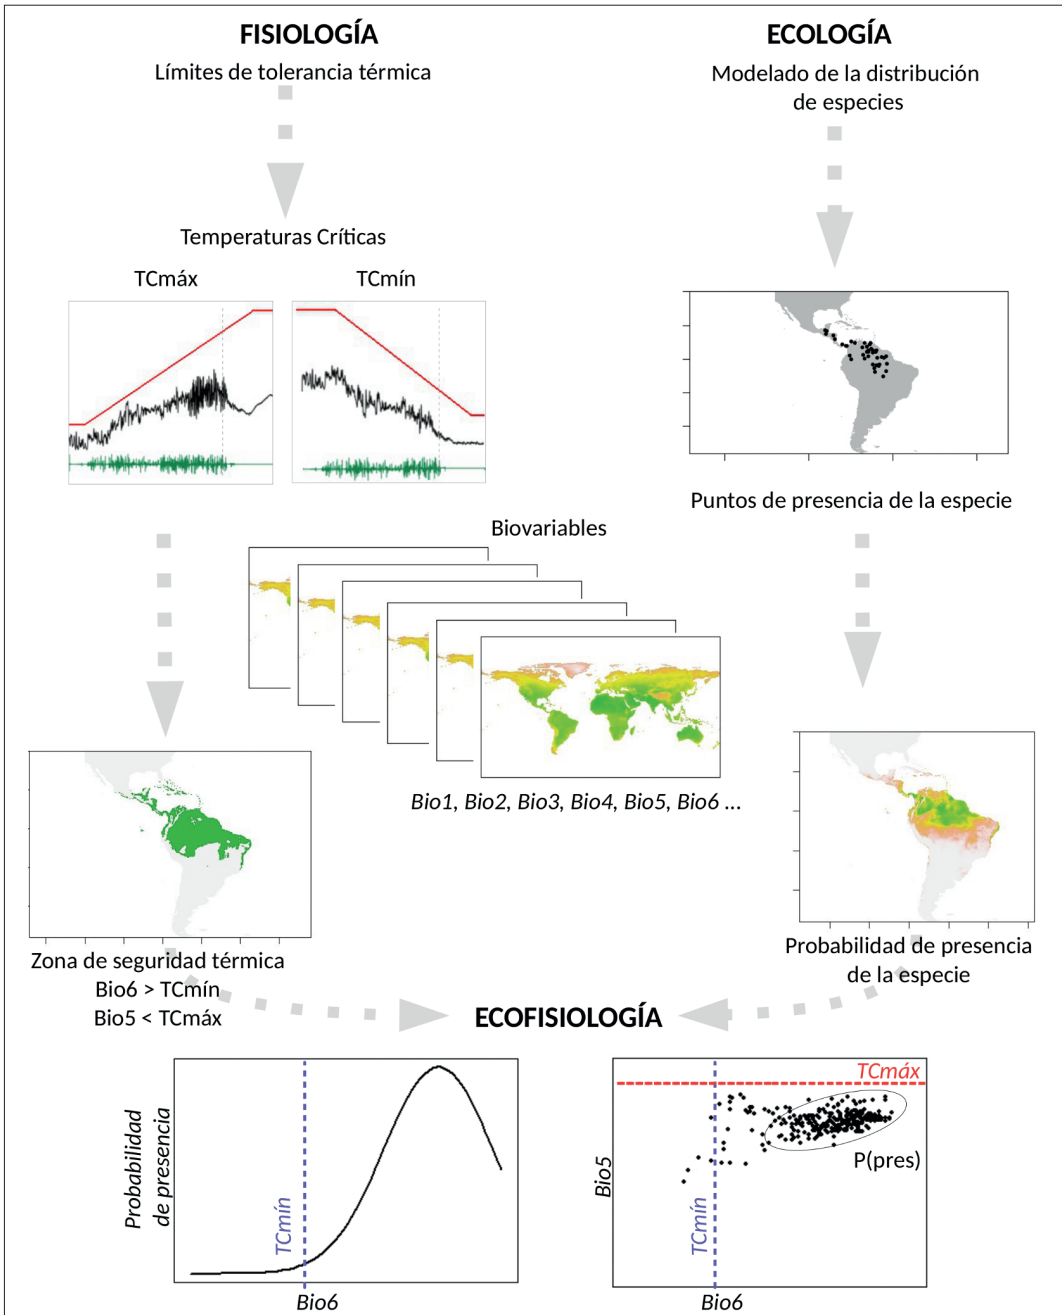 FISIOLOGÍA
Límites de tolerancia térmica
ECOLOGÍA
Modelado de la distribución
de especies
Temperaturas Críticas
TCmáx
TCmín
Puntos de presencia de la especie
Biovariables
Bio1, Bio2, Bio3, Bio4, Bio5, Bio6 ...
Zona de seguridad térmica
Bio6 > TCmín
Bio5 < TCmáx
Probabilidad de presencia
de la especie
ECOFISIOLOGÍA
Probabilidad
de presencia
TCmín
Bio6
Bio5
TCmáx
P(pres)
TCmín
Bio6